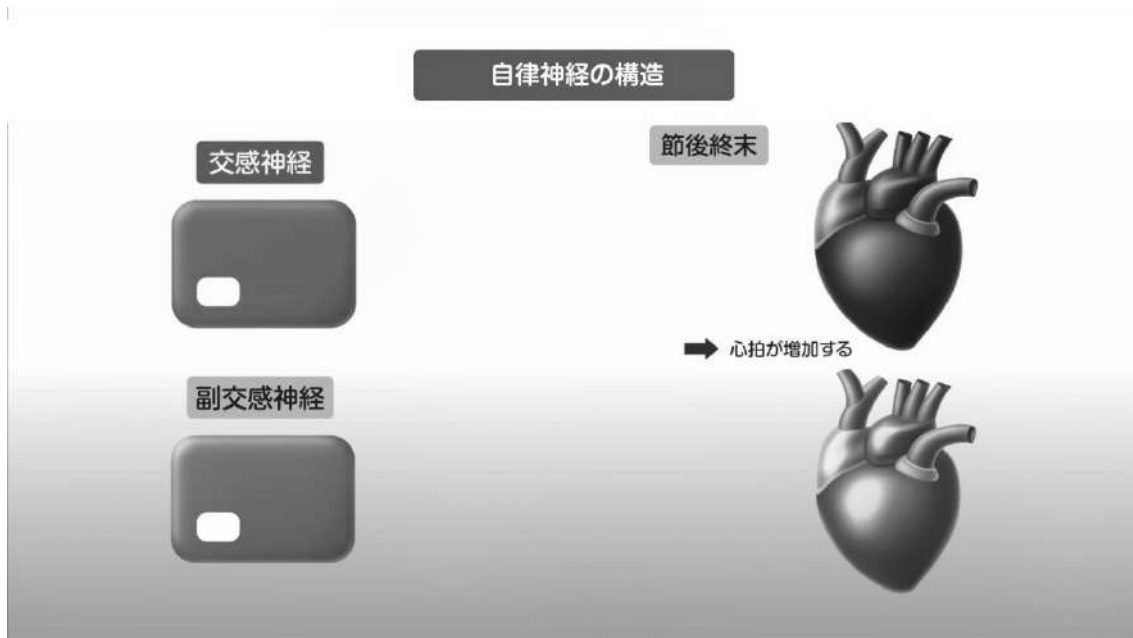 自律神経の構造
交感神経
節後終末
心拍が増加する
副交感神経